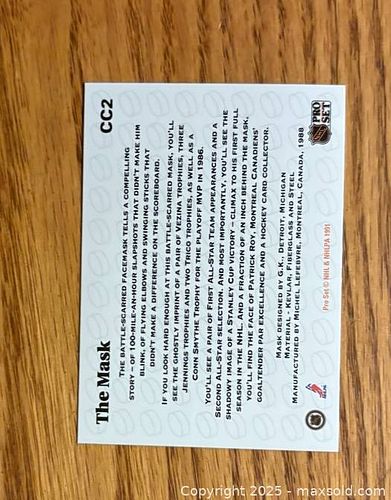 The Mask
CC2
The battle-scarred facemask tells a compelling
story – of 100-mile-an-hour slapshots that didn't make him
blink, of flying elbows and swinging sticks that
didn't make a difference on the scoreboard.
If you look hard enough at this battle-scarred mask, you'll
see the ghostly imprint of a pair of Vezina Trophies, three
Jennings trophies and two Trico Trophies, as well as a
Conn Smythe Trophy for the playoff MVP in 1986.
You'll see a pair of First All-Star Team appearances and a
Second All-Star selection. And most importantly, you'll see the
shadowy image of a Stanley Cup victory – climax to his first full
season in the NHL. And a fraction of an inch behind the mask,
you'll find the face of Patrick Roy, Montreal Canadiens'
goaltender par excellence and a hockey card collector.
Mask designed by G.K., Detroit, Michigan
Material - Kevlar, Fiberglass and Steel
Manufactured by Michel Lefebvre, Montreal, Canada, 1988
Pro Set © NHL & NHLPA 1991
PRO
SET
Copyright 2025 - maxsold.com